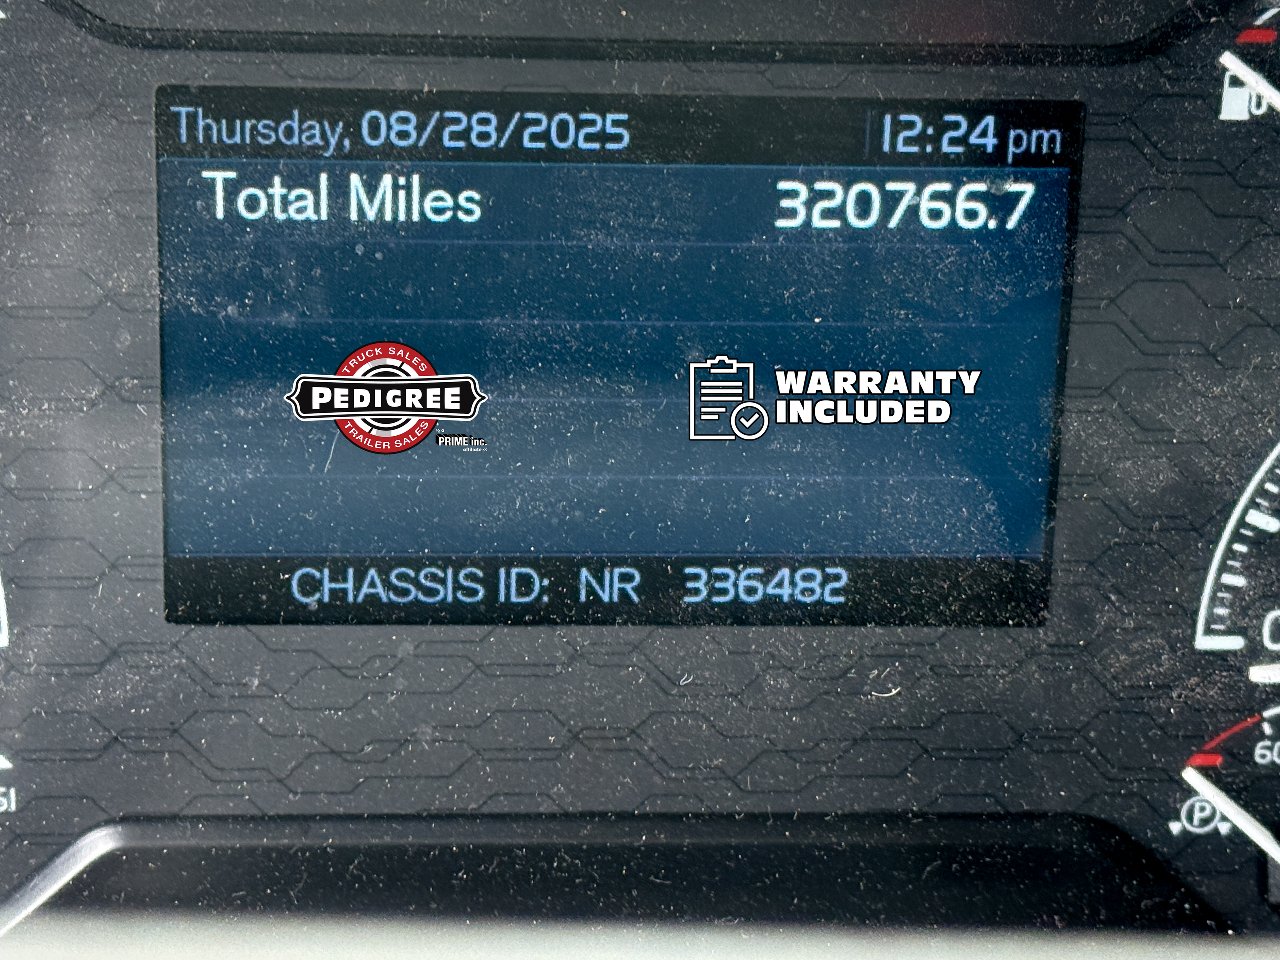 Thursday, 08/28/2025 12:24 pm
Total Miles 320766.7
TRUCK SALES
PEDIGREE
TRAILER SALES
PRIME inc.
WARRANTY
INCLUDED
CHASSIS ID: NR 336482
60
P